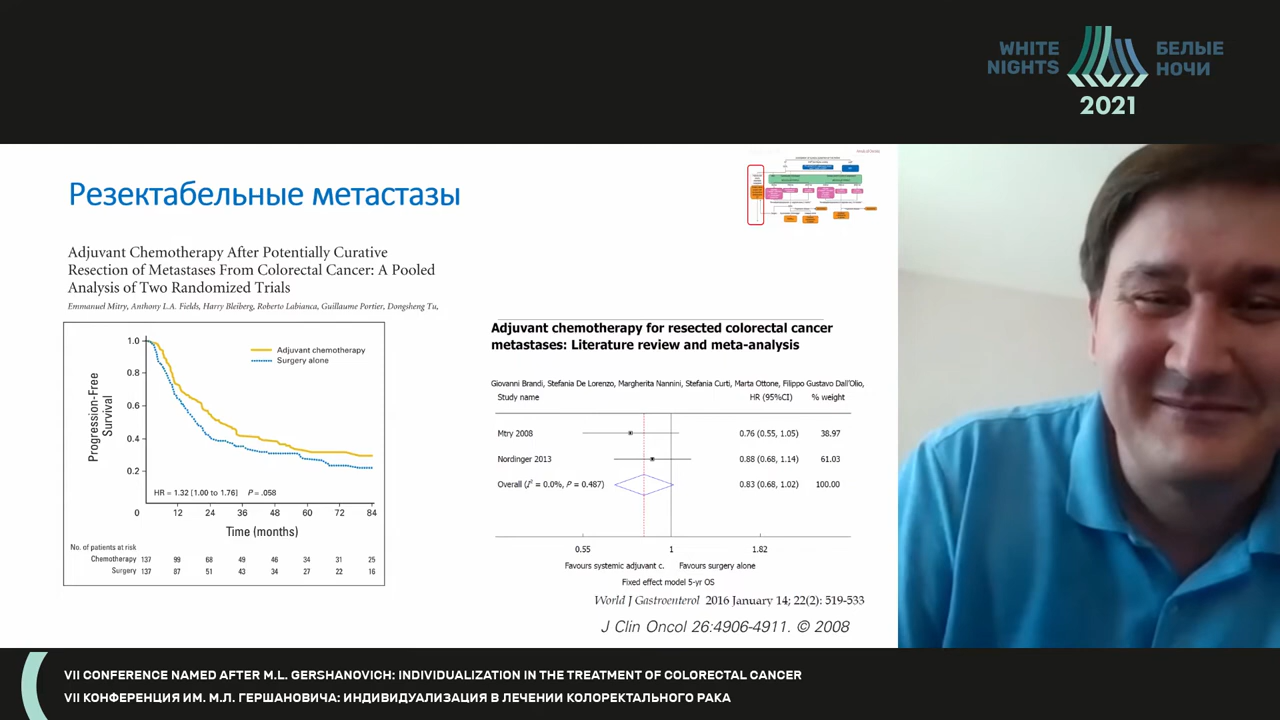 WHITE
NIGHTS
БЕЛЫЕ
НОЧИ
2021
Резектабельные метастазы
Adjuvant Chemotherapy After Potentially Curative
Resection of Metastases From Colorectal Cancer: A Pooled
Analysis of Two Randomized Trials
Emmanuel Mitry, Anthony L.A. Fields, Harry Bleiberg, Roberto Labianca, Guillaume Portier, Dongsheng Tu,
Progression-Free
Survival
1.0
0.8
0.6
0.4
0.2
0
Adjuvant chemotherapy
Surgery alone
HR = 1.32 [1.00 to 1.76] P = .058
12 24 36 48 60 72 84
Time (months)
No. of patients at risk
Chemotherapy 137 99 68 49 46 34 31 25
Surgery 137 87 51 43 34 27 22 16
Adjuvant chemotherapy for resected colorectal cancer
metastases: Literature review and meta-analysis
Giovanni Brandi, Stefania De Lorenzo, Margherita Nannini, Stefania Curti, Marta Ottone, Filippo Gustavo Dall'Olio,
Study name HR (95%CI) % weight
Mtry 2008 0.76 (0.55, 1.05) 38.97
Nordinger 2013 0.88 (0.68, 1.14) 61.03
Overall (I² = 0.0%, P = 0.487) 0.83 (0.68, 1.02) 100.00
0.55 1 1.82
Favours systemic adjuvant c. Favours surgery alone
Fixed effect model 5-yr OS
World J Gastroenterol 2016 January 14; 22(2): 519-533
J Clin Oncol 26:4906-4911. © 2008
VII CONFERENCE NAMED AFTER M.L. GERSHANOVICH: INDIVIDUALIZATION IN THE TREATMENT OF COLORECTAL CANCER
VII КОНФЕРЕНЦИЯ ИМ. М.Л. ГЕРШАНОВИЧА: ИНДИВИДУАЛИЗАЦИЯ В ЛЕЧЕНИИ КОЛОРЕКТАЛЬНОГО РАКА